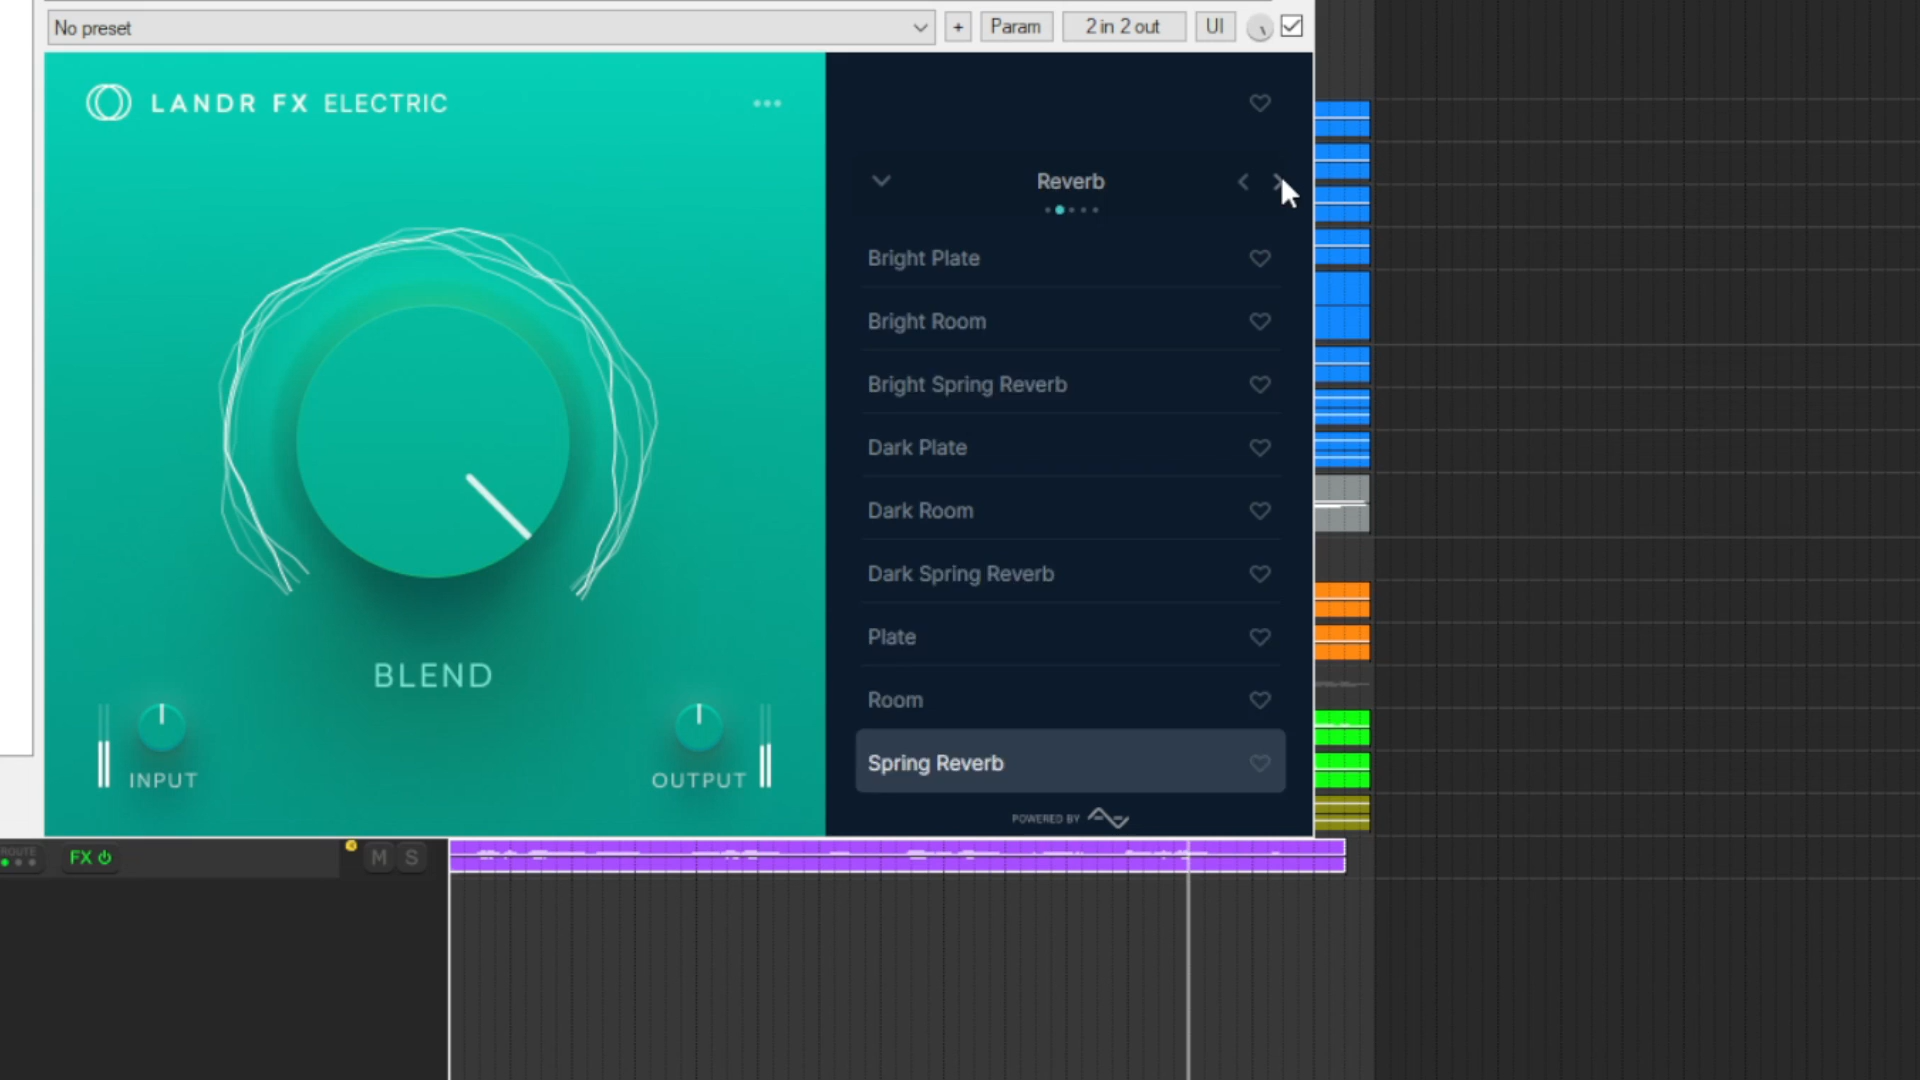 No preset
+
Param
2 in 2 out
UI
LANDR FX ELECTRIC
Reverb
Bright Plate
Bright Room
Bright Spring Reverb
Dark Plate
Dark Room
Dark Spring Reverb
Plate
Room
Spring Reverb
BLEND
INPUT
OUTPUT
POWERED BY
ROUTE
FX
M
S